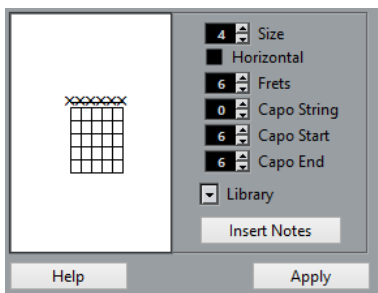 4 Size
Horizontal
6 Frets
0 Capo String
6 Capo Start
6 Capo End
Library
Insert Notes
XXXXXX
Help Apply